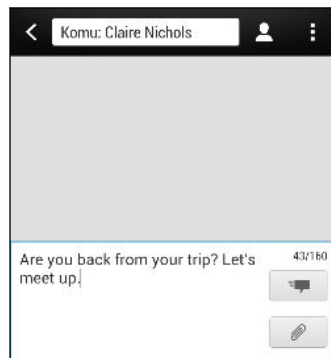 Komu: Claire Nichols
Are you back from your trip? Let's
43/160
meet up.